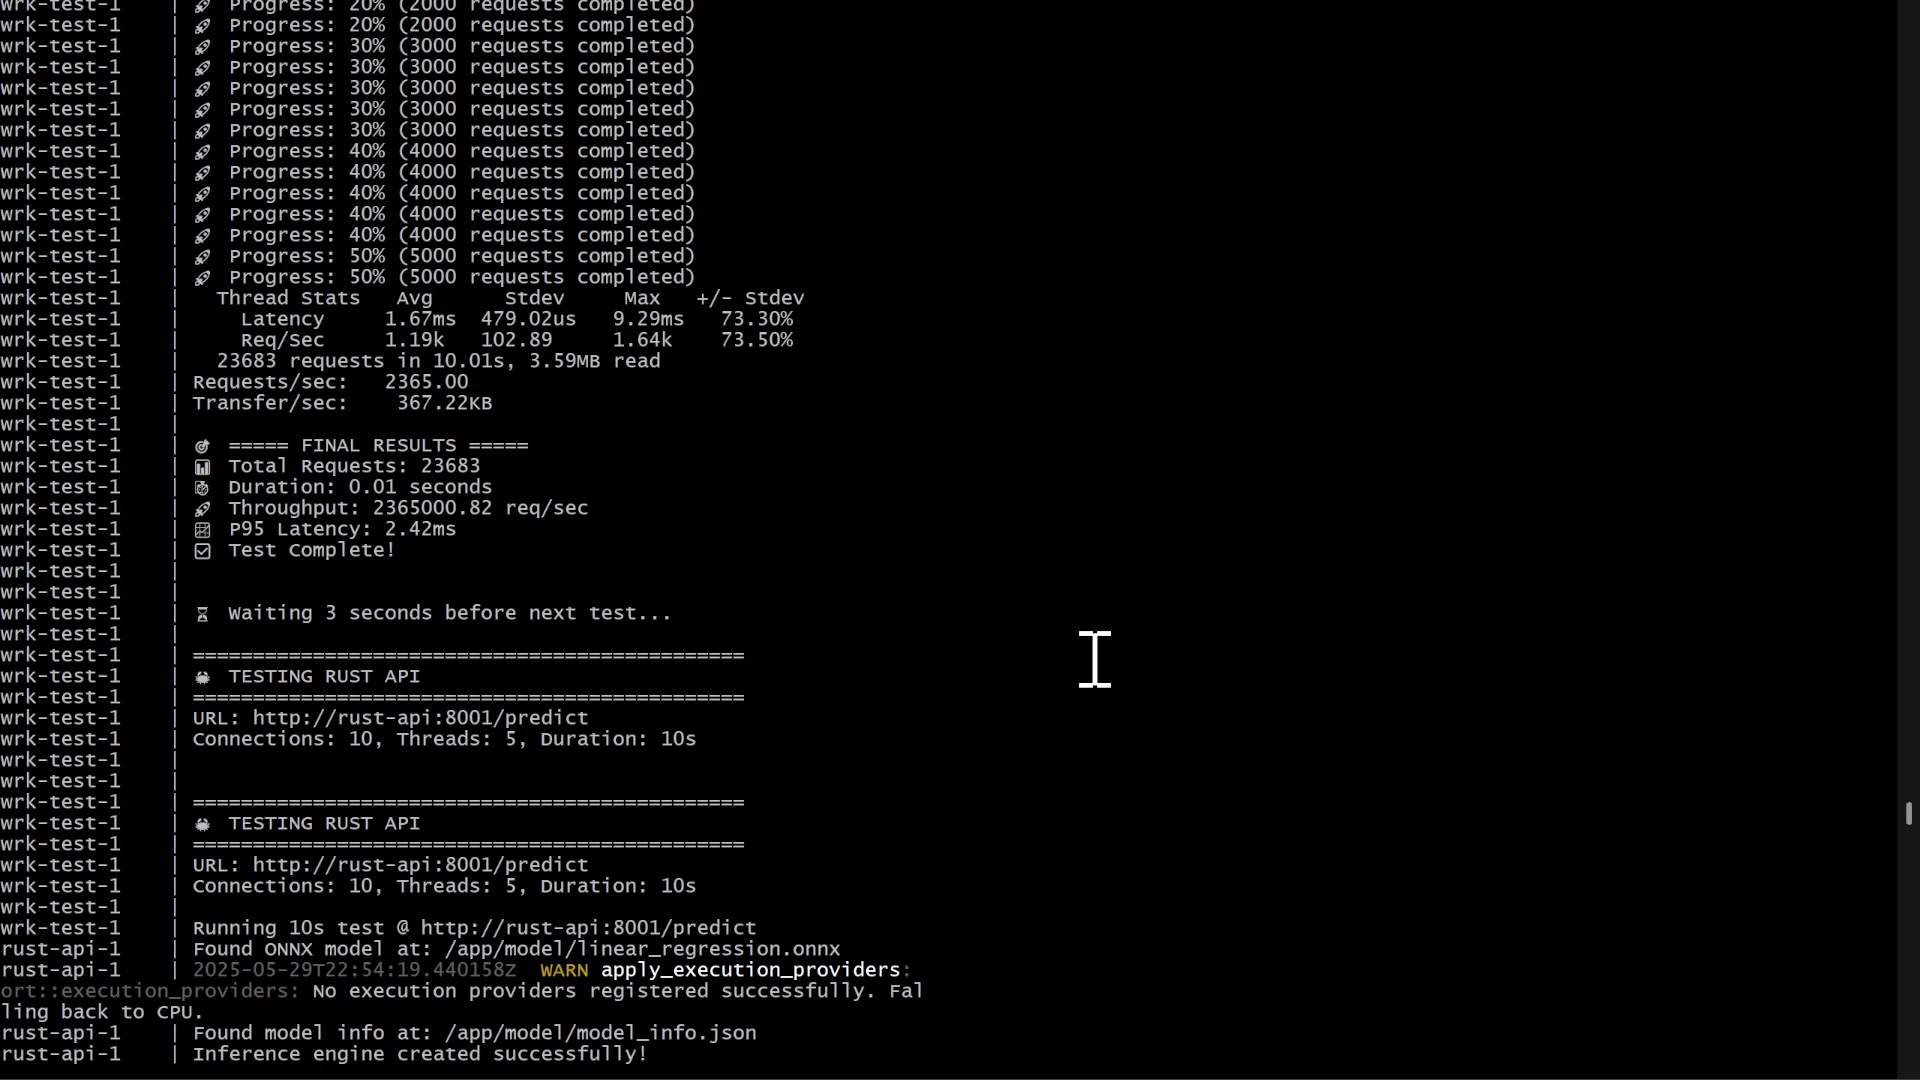 wrk-test-1 | 🚀 Progress: 20% (2000 requests completed)
wrk-test-1 | 🚀 Progress: 20% (2000 requests completed)
wrk-test-1 | 🚀 Progress: 30% (3000 requests completed)
wrk-test-1 | 🚀 Progress: 30% (3000 requests completed)
wrk-test-1 | 🚀 Progress: 30% (3000 requests completed)
wrk-test-1 | 🚀 Progress: 30% (3000 requests completed)
wrk-test-1 | 🚀 Progress: 30% (3000 requests completed)
wrk-test-1 | 🚀 Progress: 40% (4000 requests completed)
wrk-test-1 | 🚀 Progress: 40% (4000 requests completed)
wrk-test-1 | 🚀 Progress: 40% (4000 requests completed)
wrk-test-1 | 🚀 Progress: 40% (4000 requests completed)
wrk-test-1 | 🚀 Progress: 40% (4000 requests completed)
wrk-test-1 | 🚀 Progress: 50% (5000 requests completed)
wrk-test-1 | 🚀 Progress: 50% (5000 requests completed)
wrk-test-1 | Thread Stats Avg Stdev Max +/- Stdev
wrk-test-1 | Latency 1.67ms 479.02us 9.29ms 73.30%
wrk-test-1 | Req/Sec 1.19k 102.89 1.64k 73.50%
wrk-test-1 | 23683 requests in 10.01s, 3.59MB read
wrk-test-1 | Requests/sec: 2365.00
wrk-test-1 | Transfer/sec: 367.22KB
wrk-test-1 |
wrk-test-1 | 🎯 ===== FINAL RESULTS =====
wrk-test-1 | 📊 Total Requests: 23683
wrk-test-1 | ⏱ Duration: 0.01 seconds
wrk-test-1 | 🚀 Throughput: 2365000.82 req/sec
wrk-test-1 | 📈 P95 Latency: 2.42ms
wrk-test-1 | ✅ Test Complete!
wrk-test-1 |
wrk-test-1 |
wrk-test-1 | ⏳ Waiting 3 seconds before next test...
wrk-test-1 |
wrk-test-1 | ==============================================
wrk-test-1 | 🦀 TESTING RUST API
wrk-test-1 | ==============================================
wrk-test-1 | URL: http://rust-api:8001/predict
wrk-test-1 | Connections: 10, Threads: 5, Duration: 10s
wrk-test-1 |
wrk-test-1 |
wrk-test-1 | ==============================================
wrk-test-1 | 🦀 TESTING RUST API
wrk-test-1 | ==============================================
wrk-test-1 | URL: http://rust-api:8001/predict
wrk-test-1 | Connections: 10, Threads: 5, Duration: 10s
wrk-test-1 |
wrk-test-1 | Running 10s test @ http://rust-api:8001/predict
rust-api-1 | Found ONNX model at: /app/model/linear_regression.onnx
rust-api-1 | 2025-05-29T22:54:19.440158Z WARN apply_execution_providers:
ort::execution_providers: No execution providers registered successfully. Fal
ling back to CPU.
rust-api-1 | Found model info at: /app/model/model_info.json
rust-api-1 | Inference engine created successfully!